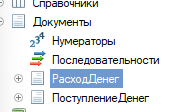 Справочники
Документы
Нумераторы
Последовательности
РасходДенег
ПоступлениеДенег